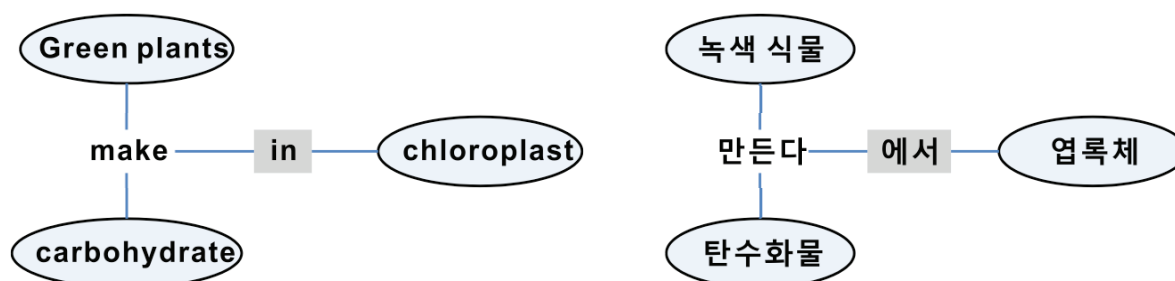 Green plants
make
in
chloroplast
carbohydrate
녹색 식물
만든다
에서
엽록체
탄수화물